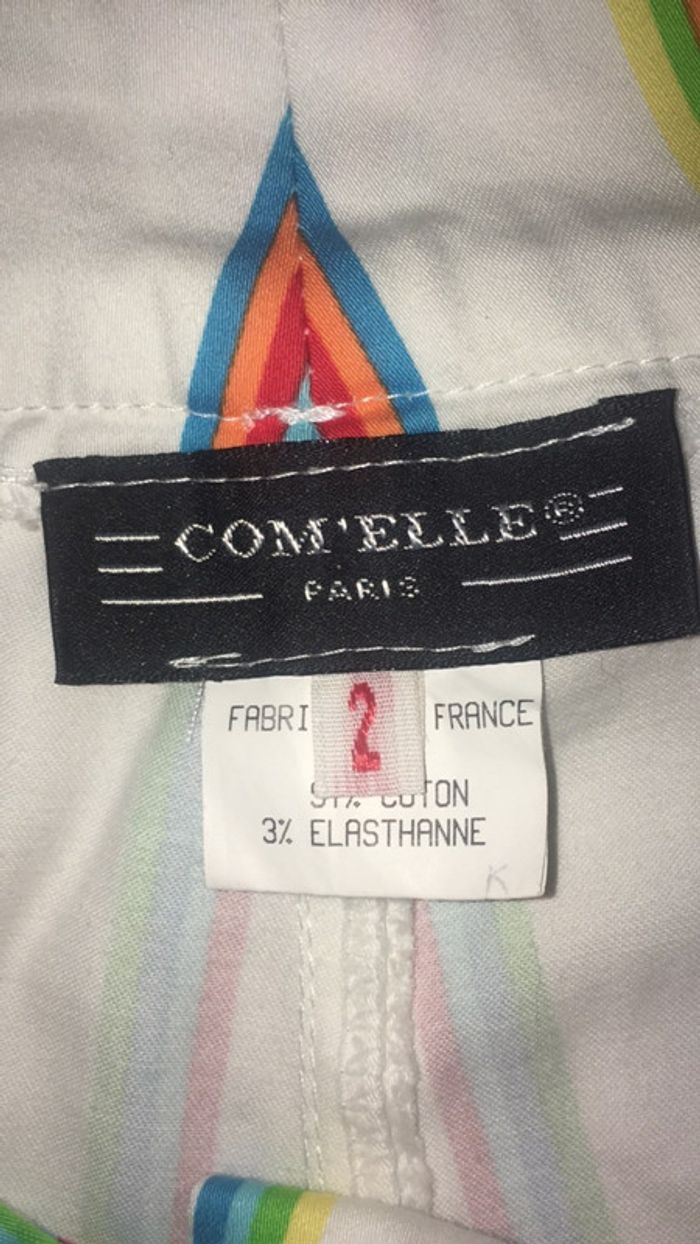 COM'ELLE®
PARIS
2
FABRI FRANCE
COTON
3% ELASTHANNE
K